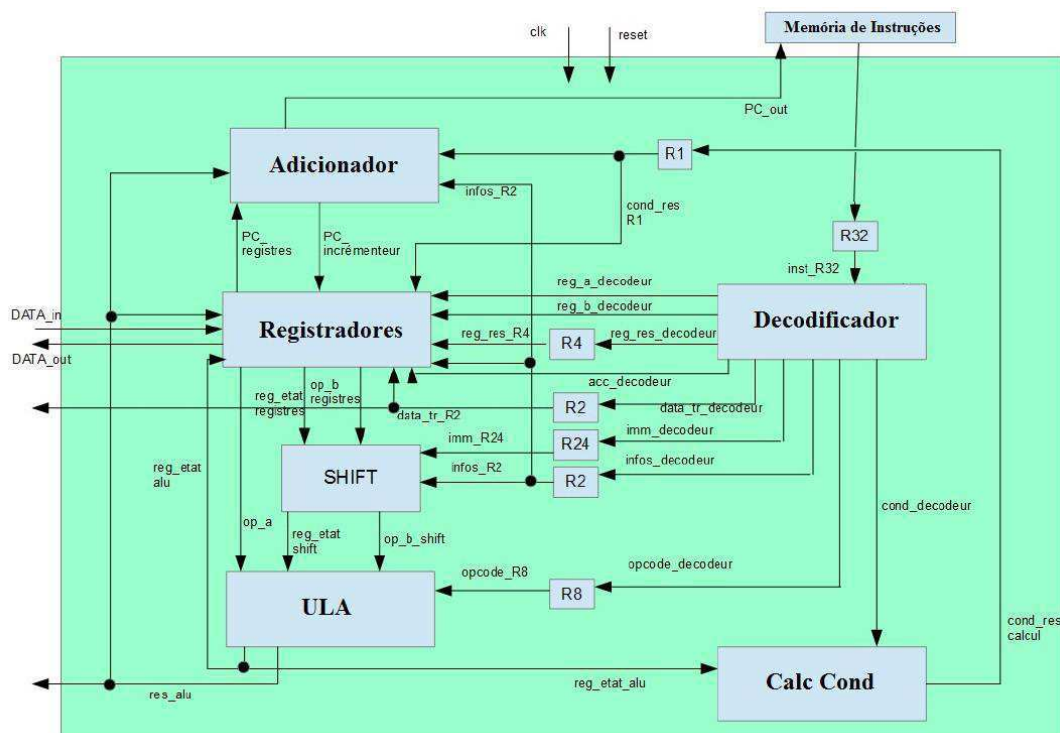 Memória de Instruções
clk
reset
PC_out
Adicionador
R1
infos_R2
cond_res
R1
R32
PC_
registres
PC_
incrémenteur
inst_R32
reg_a_decodeur
DATA_in
reg_b_decodeur
Registradores
Decodificador
reg_res_R4
R4
reg_res_decodeur
DATA_out
acc_decodeur
reg_etat
registres
op_b
registres
data_tr_R2
R2
data_tr_decodeur
imm_R24
R24
imm_decodeur
reg_etat
alu
SHIFT
infos_R2
R2
infos_decodeur
cond_decodeur
op_a
reg_etat
shift
op_b_shift
opcode_R8
R8
opcode_decodeur
ULA
cond_res
calcul
Calc Cond
reg_etat_alu
res_alu